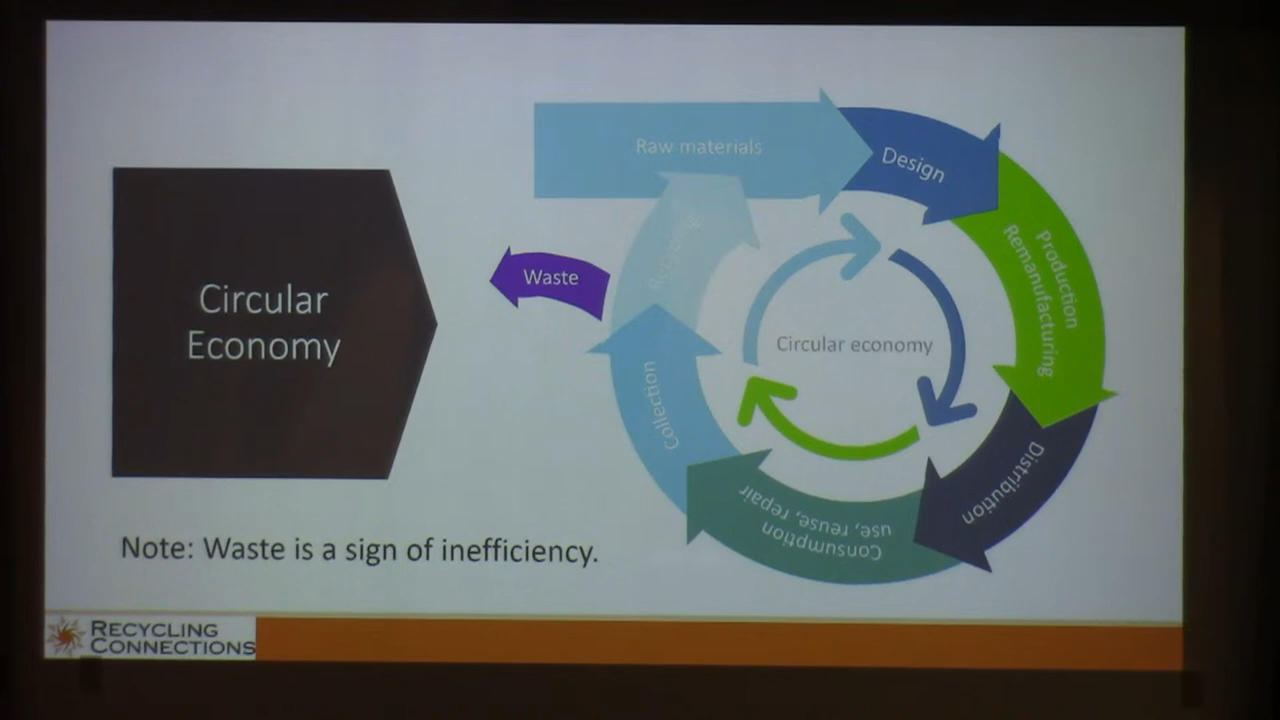 Circular
Economy
Note: Waste is a sign of inefficiency.
Raw materials
Design
Production
Remanufacturing
Distribution
Consumption
use, reuse, repair
Collection
Recycling
Waste
Circular economy
RECYCLING
CONNECTIONS